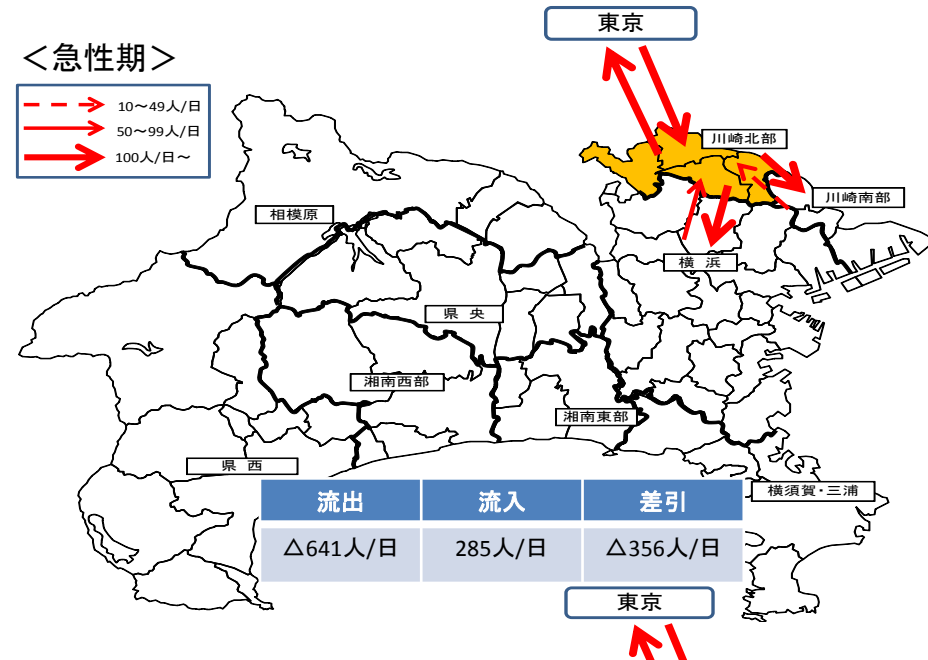 東京
＜急性期＞
10～49人/日
50～99人/日
100人/日～
川崎北部
川崎南部
相模原
横 浜
県 央
湘南西部
湘南東部
県 西
横須賀・三浦
流出 流入 差引
△641人/日 285人/日 △356人/日
東京